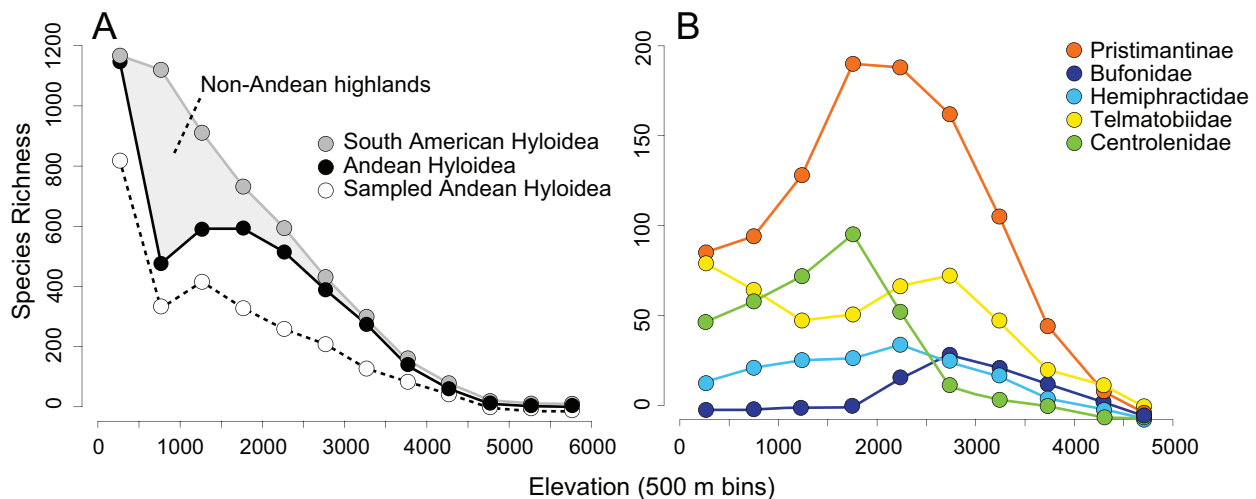 A
Species Richness
0
200
400
600
800
1000
1200
Non-Andean highlands
South American Hyloidea
Andean Hyloidea
Sampled Andean Hyloidea
0 1000 2000 3000 4000 5000 6000
B
0
50
100
150
200
Pristimantinae
Bufonidae
Hemiphractidae
Telmatobiidae
Centrolenidae
0 1000 2000 3000 4000 5000
Elevation (500 m bins)